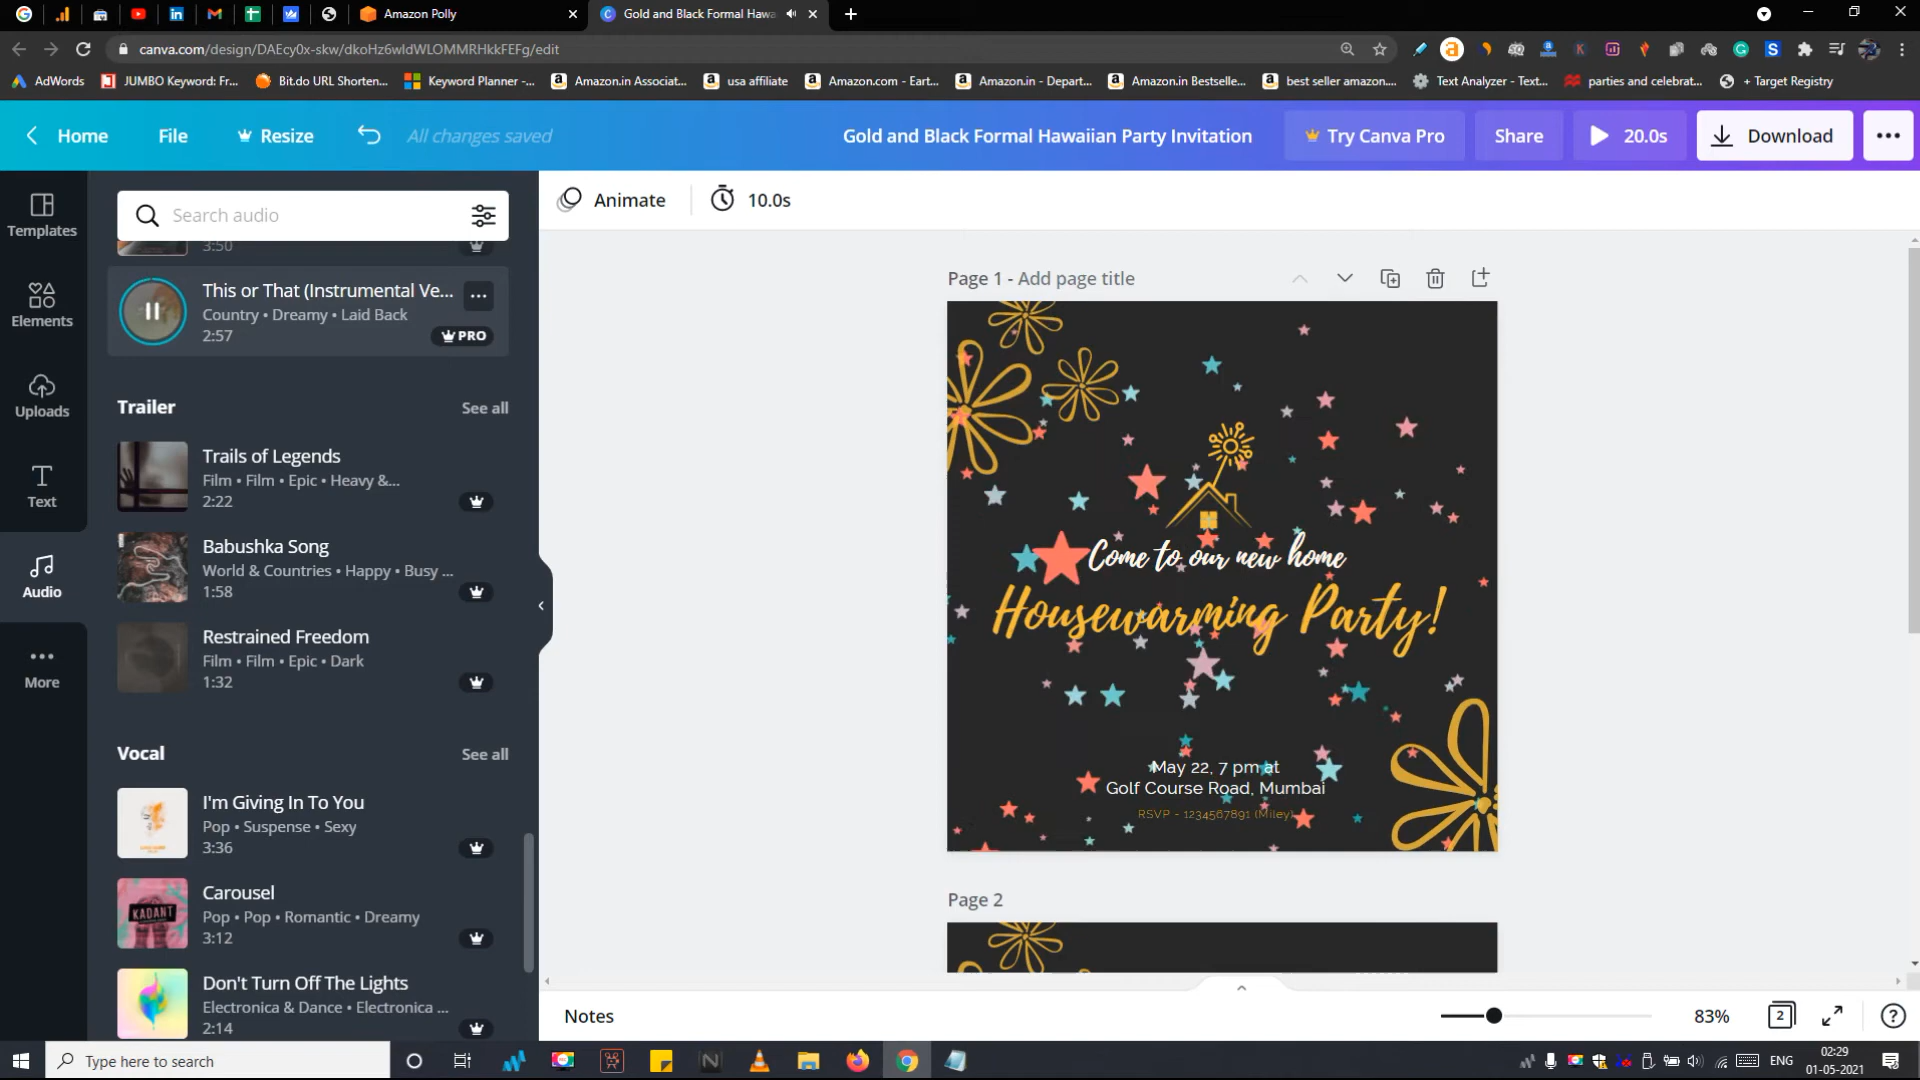 Amazon Polly
Gold and Black Formal Hawa
canva.com/design/DAEcy0x-skw/dkoHz6wldWLOMMRHkkFEFg/edit
AdWords
JUMBO Keyword: Fr...
Bit.do URL Shorten...
Keyword Planner -...
Amazon.in Associat...
usa affiliate
Amazon.com - Eart...
Amazon.in - Depart...
Amazon.in Bestselle...
best seller amazon....
Text Analyzer - Text...
parties and celebrat...
+ Target Registry
Home
File
Resize
All changes saved
Gold and Black Formal Hawaiian Party Invitation
Try Canva Pro
Share
20.0s
Download
Templates
Elements
Uploads
Text
Audio
More
Search audio
3:50
This or That (Instrumental Ve...
Country • Dreamy • Laid Back
2:57
PRO
Trailer
See all
Trails of Legends
Film • Film • Epic • Heavy &...
2:22
Babushka Song
World & Countries • Happy • Busy ...
1:58
Restrained Freedom
Film • Film • Epic • Dark
1:32
Vocal
See all
I'm Giving In To You
Pop • Suspense • Sexy
3:36
KADANT
Carousel
Pop • Pop • Romantic • Dreamy
3:12
Don't Turn Off The Lights
Electronica & Dance • Electronica ...
2:14
Animate
10.0s
Page 1 - Add page title
Come to our new home
Housewarming Party!
May 22, 7 pm at
Golf Course Road, Mumbai
RSVP - 1234567891 (Miley)
Page 2
Notes
83%
2
Type here to search
ENG
02:29
01-05-2021